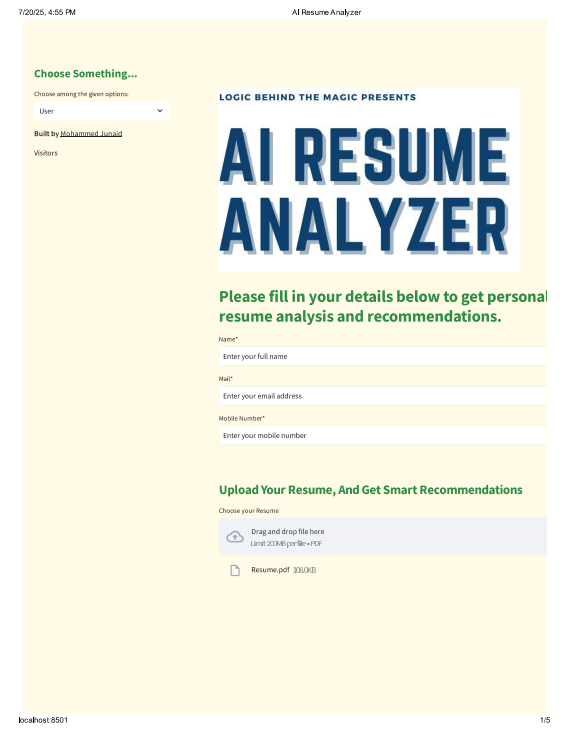 7/20/25, 4:55 PM
AI Resume Analyzer
Choose Something...
Choose among the given options:
User
Built by Mohammed Junaid
Visitors
LOGIC BEHIND THE MAGIC PRESENTS
AI RESUME
ANALYZER
Please fill in your details below to get personal
resume analysis and recommendations.
Name*
Enter your full name
Mail*
Enter your email address
Mobile Number*
Enter your mobile number
Upload Your Resume, And Get Smart Recommendations
Choose your Resume
Drag and drop file here
Limit 200MB per file • PDF
Resume.pdf 108.0KB
localhost:8501
1/5